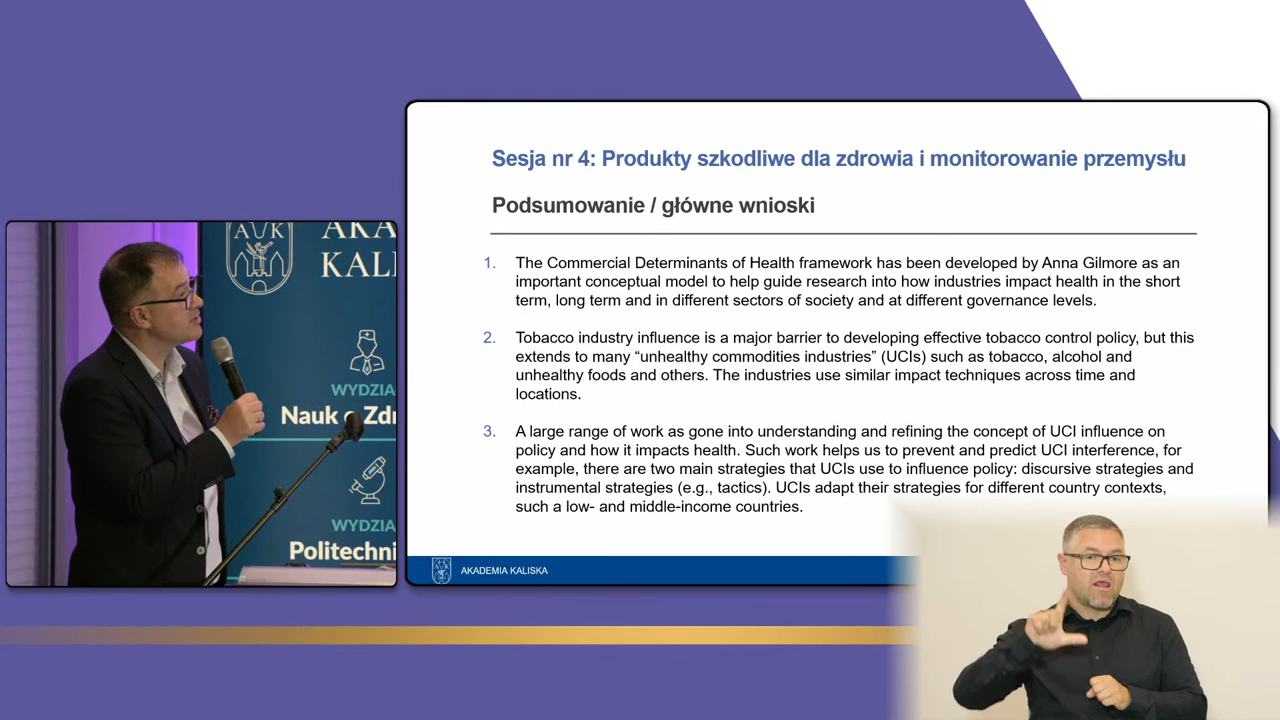 Sesja nr 4: Produkty szkodliwe dla zdrowia i monitorowanie przemysłu
Podsumowanie / główne wnioski
1. The Commercial Determinants of Health framework has been developed by Anna Gilmore as an
important conceptual model to help guide research into how industries impact health in the short
term, long term and in different sectors of society and at different governance levels.
2. Tobacco industry influence is a major barrier to developing effective tobacco control policy, but this
extends to many “unhealthy commodities industries” (UCIs) such as tobacco, alcohol and
unhealthy foods and others. The industries use similar impact techniques across time and
locations.
3. A large range of work as gone into understanding and refining the concept of UCI influence on
policy and how it impacts health. Such work helps us to prevent and predict UCI interference, for
example, there are two main strategies that UCIs use to influence policy: discursive strategies and
instrumental strategies (e.g., tactics). UCIs adapt their strategies for different country contexts,
such a low- and middle-income countries.
AKADEMIA KALISKA
AUK
AKA
KALI
WYDZIA
Nauk o Zdr
WYDZIA
Politechni